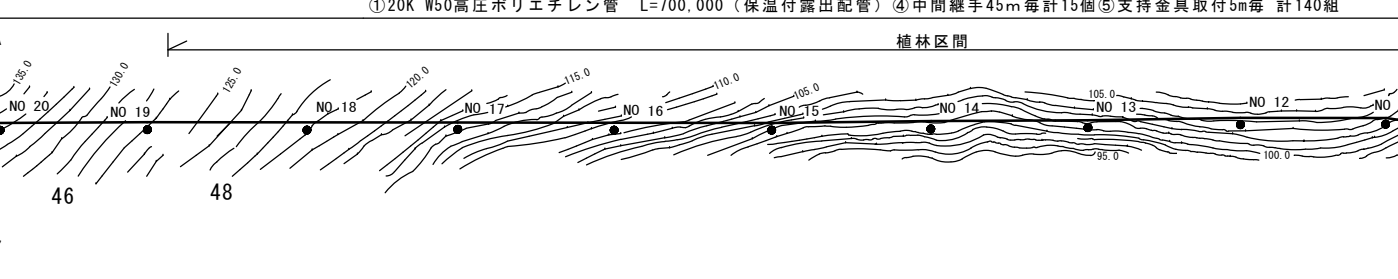 ①20K W50高圧ポリエチレン管 L=700,000(保温付露出配管)④中間継手45m毎計15個⑤支持金具取付5m毎 計140組
植林区間
135.0
130.0
125.0
120.0
115.0
110.0
105.0
105.0
NO 20
NO 19
NO 18
NO 17
NO 16
NO 15
NO 14
NO 13
NO 12
NO
95.0
100.0
46
48